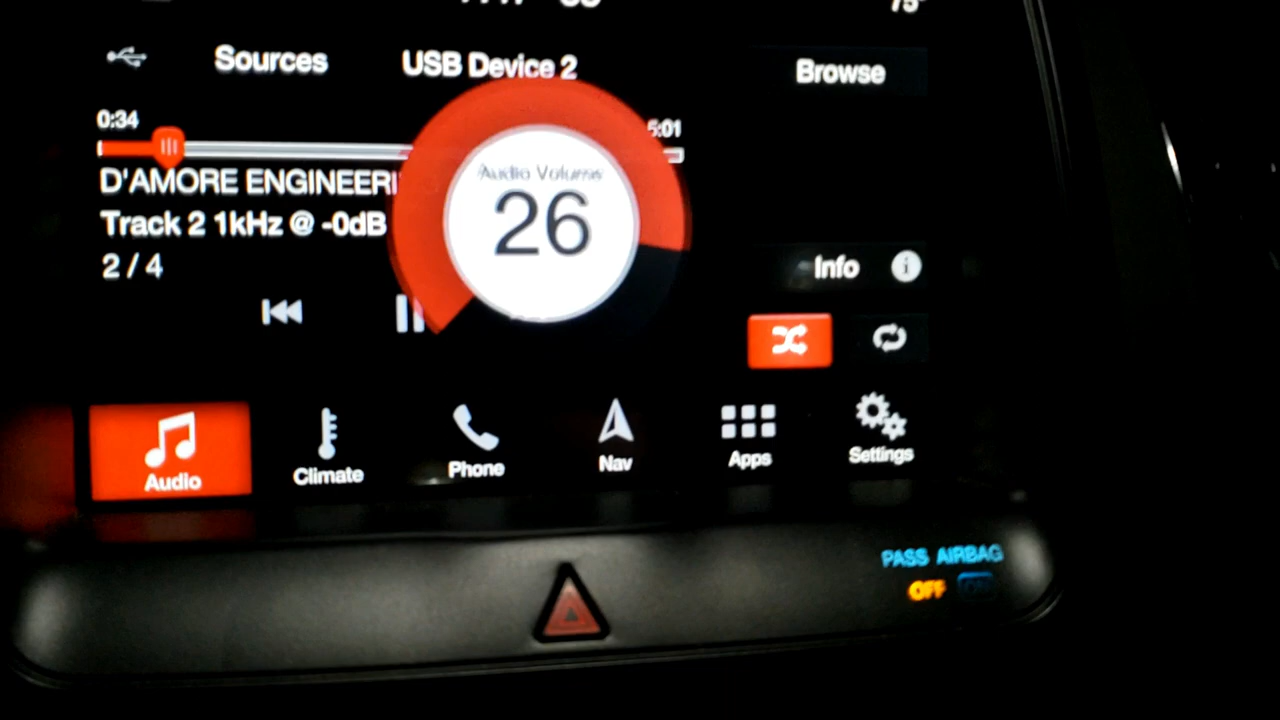 75°
Sources
USB Device 2
Browse
0:34
5:01
D'AMORE ENGINEERI
Audio Volume
26
Track 2 1kHz @ -0dB
2 / 4
Info
Audio
Climate
Phone
Nav
Apps
Settings
PASS AIRBAG
OFF